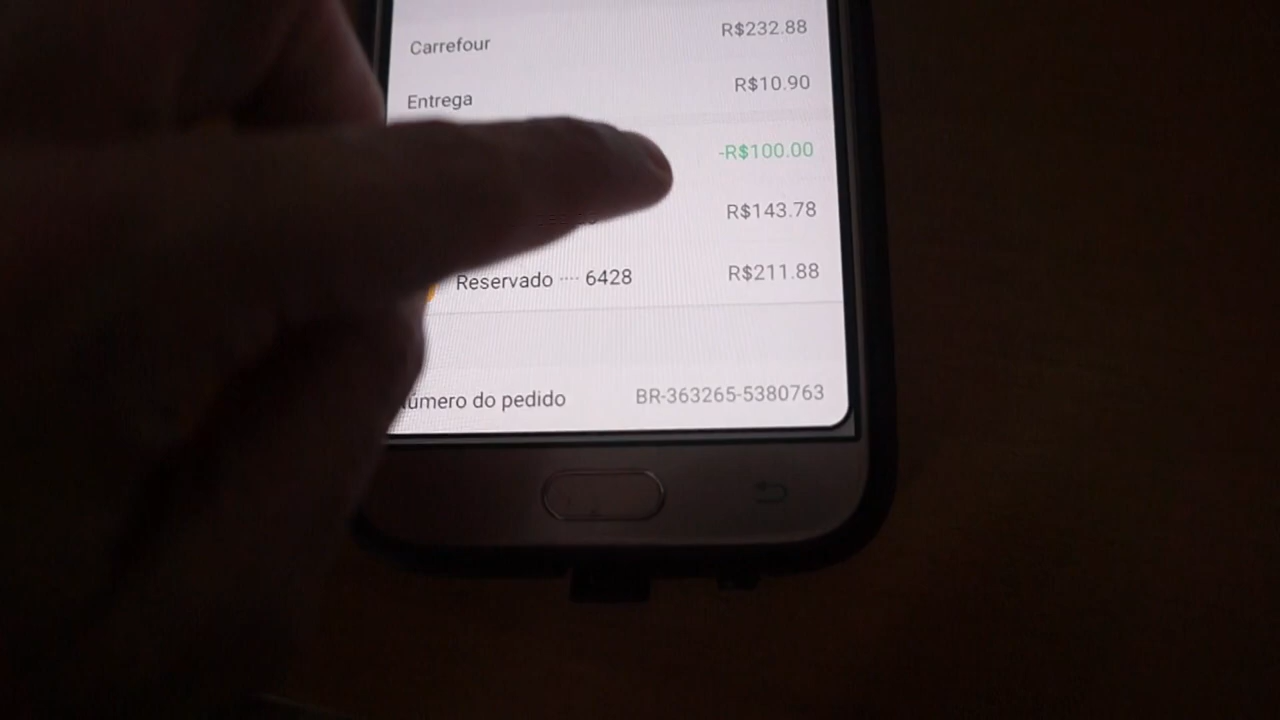 Carrefour R$232.88
Entrega R$10.90
-R$100.00
R$143.78
Reservado ···· 6428 R$211.88
úmero do pedido BR-363265-5380763